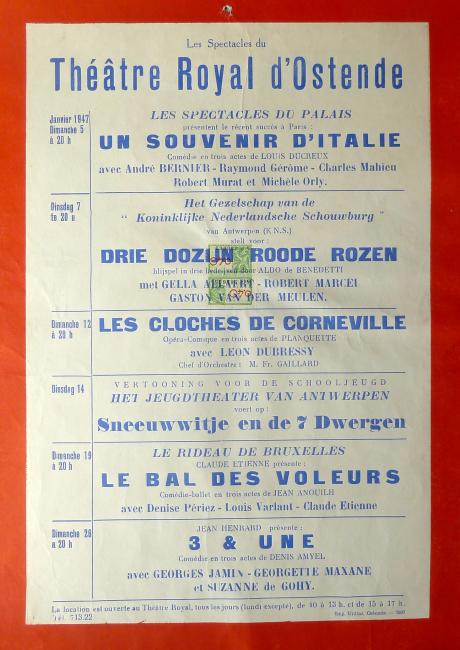 Les Spectacles du
Théâtre Royal d'Ostende
Janvier 1947
Dimanche 5
à 20 h
LES SPECTACLES DU PALAIS
présentent le récent succès à Paris :
UN SOUVENIR D'ITALIE
Comédie en trois actes de LOUIS DUCREUX
avec André BERNIER - Raymond Gérôme - Charles Mahieu
Robert Murat et Michèle Orly.
Dinsdag 7
te 20 u
Het Gezelschap van de
" Koninklijke Nederlandsche Schouwburg "
van Antwerpen (K.N.S.)
stelt voor :
DRIE DOZIJN ROODE ROZEN
blijspel in drie bedrijven door ALDO de BENEDETTI
met GELLA ALLAERT - ROBERT MARCEL
GASTON VAN DER MEULEN.
Dimanche 12
à 20 h
LES CLOCHES DE CORNEVILLE
Opéra-Comique en trois actes de PLANQUETTE
avec LEON DUBRESSY
Chef d'Orchestre : M. Fr. GAILLARD
Dinsdag 14
VERTOONING VOOR DE SCHOOLJEUGD
HET JEUGDTHEATER VAN ANTWERPEN
voert op :
Sneeuwwitje en de 7 Dwergen
Dimanche 19
à 20 h
LE RIDEAU DE BRUXELLES
CLAUDE ETIENNE présente :
LE BAL DES VOLEURS
Comédie-ballet en trois actes de JEAN ANOUILH
avec Denise Périez - Louis Varlant - Claude Etienne
Dimanche 26
à 20 h
JEAN HENRARD présente :
3 & UNE
Comédie en trois actes de DENIS AMYEL
avec GEORGES JAMIN - GEORGETTE MAXANE
et SUZANNE de GOHY.
La location est ouverte au Théâtre Royal, tous les jours (lundi excepté), de 10 à 13 h. et de 15 à 17 h.
Tél. 713.22
Imp. Unitas, Ostende